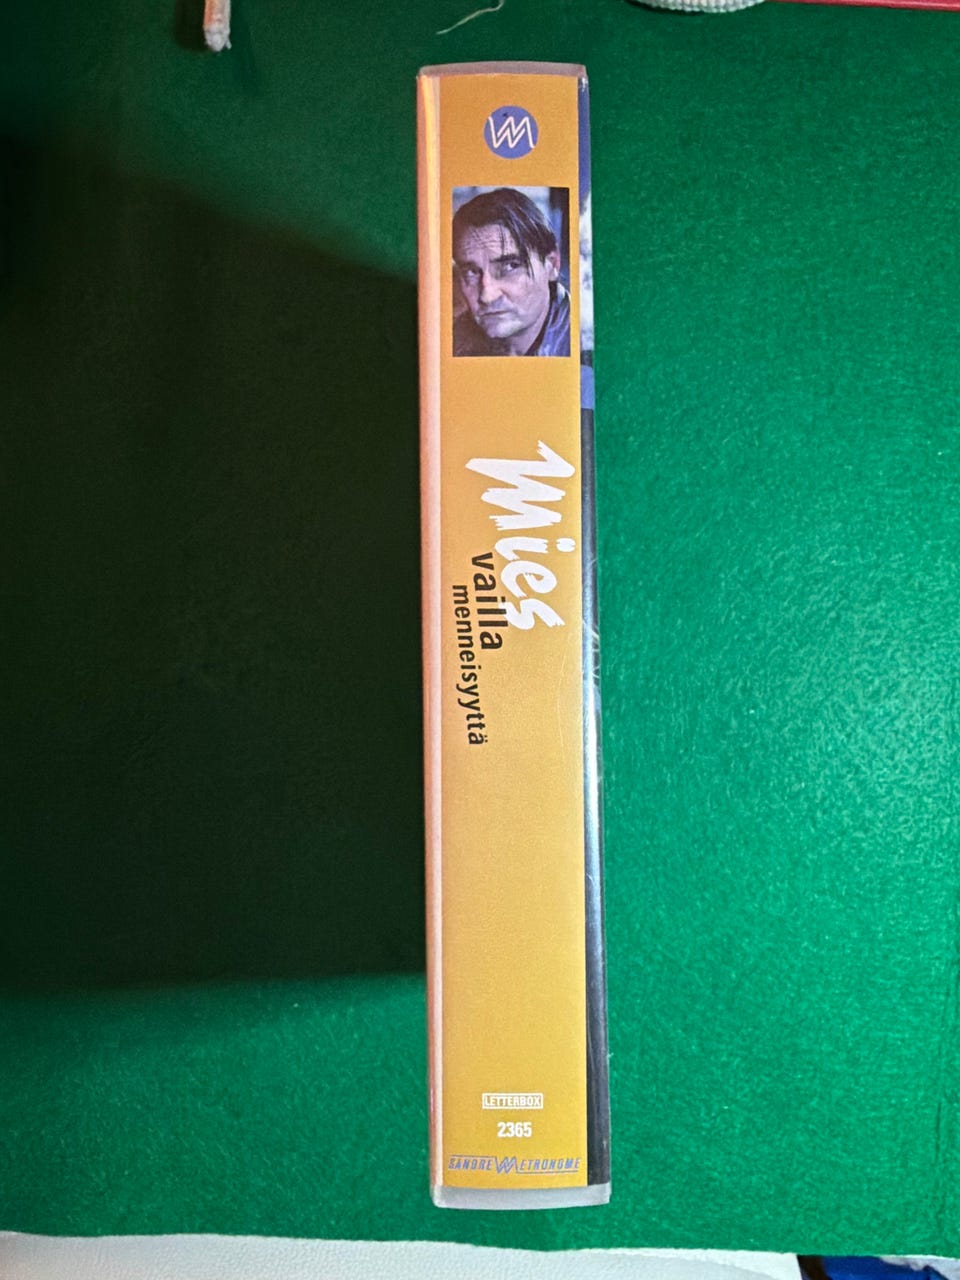 Mies
vailla
menneisyyttä
LETTERBOX
2365
SANDREW METRONOME